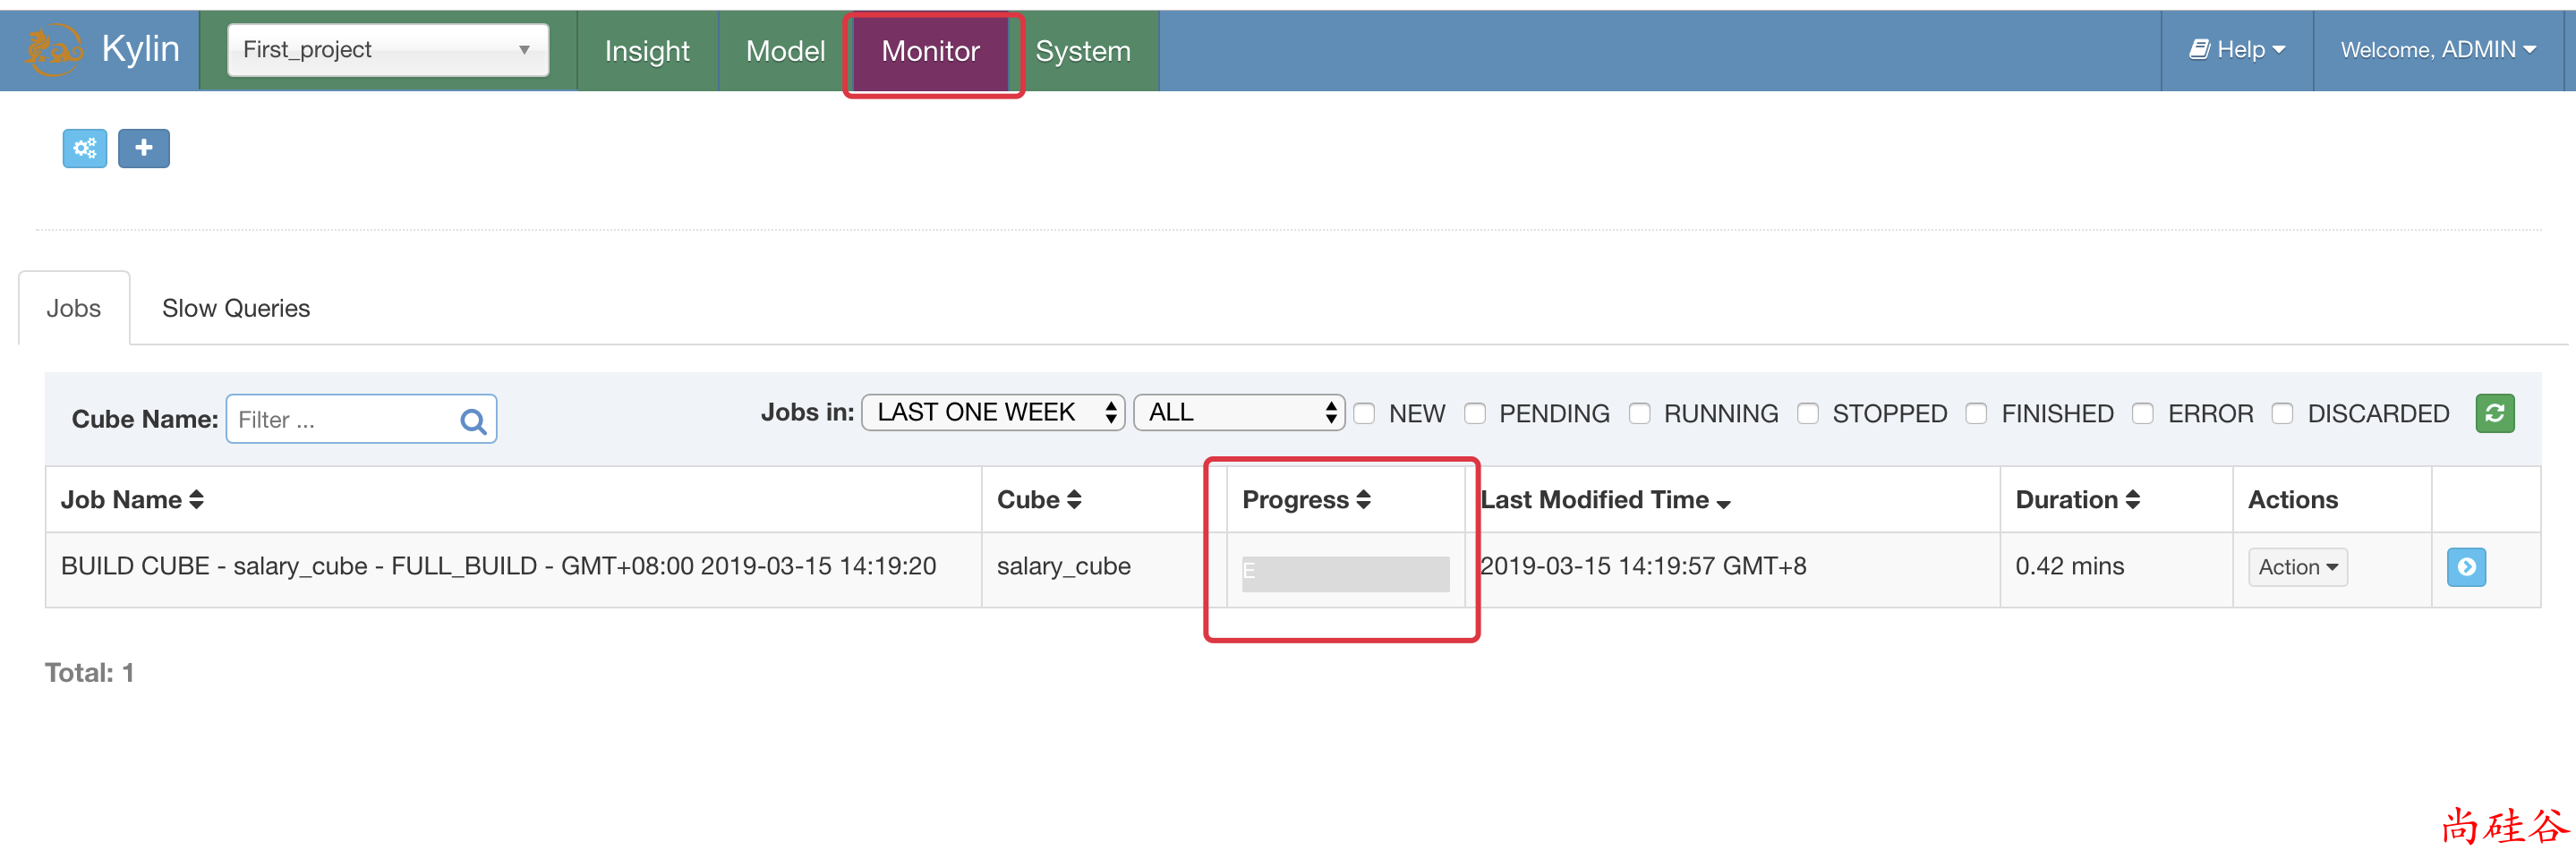 Kylin First_project Insight Model Monitor System Help Welcome, ADMIN
Jobs Slow Queries
Cube Name: Filter ... Jobs in: LAST ONE WEEK ALL NEW PENDING RUNNING STOPPED FINISHED ERROR DISCARDED
Job Name Cube Progress Last Modified Time Duration Actions
BUILD CUBE - salary_cube - FULL_BUILD - GMT+08:00 2019-03-15 14:19:20 salary_cube E 2019-03-15 14:19:57 GMT+8 0.42 mins Action
Total: 1
尚硅谷